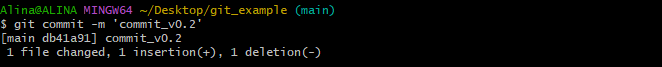 Alina@ALINA MINGW64 ~/Desktop/git_example (main)
$ git commit -m 'commit_v0.2'
[main db41a91] commit_v0.2
 1 file changed, 1 insertion(+), 1 deletion(-)